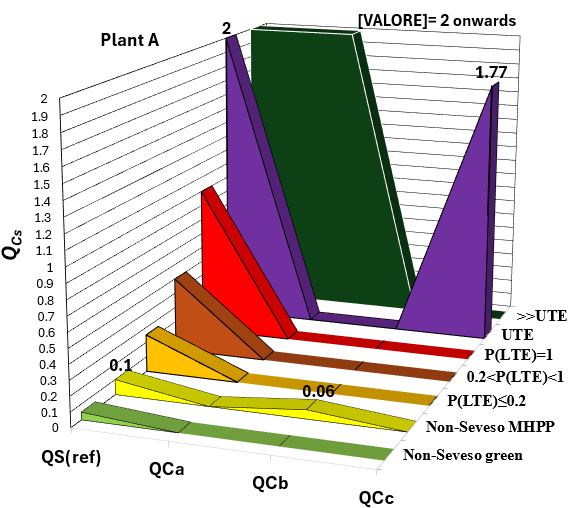 [VALORE]= 2 onwards
Plant A
2
1.77
2
1.9
1.8
1.7
1.6
1.5
1.4
1.3
1.2
1.1
1
0.9
0.8
0.7
0.6
0.5
0.4
0.3
0.2
0.1
0
QCs
0.1
0.06
>>UTE
UTE
P(LTE)=1
0.2<P(LTE)<1
P(LTE)≤0.2
Non-Seveso MHPP
Non-Seveso green
QS(ref)
QCa
QCb
QCc